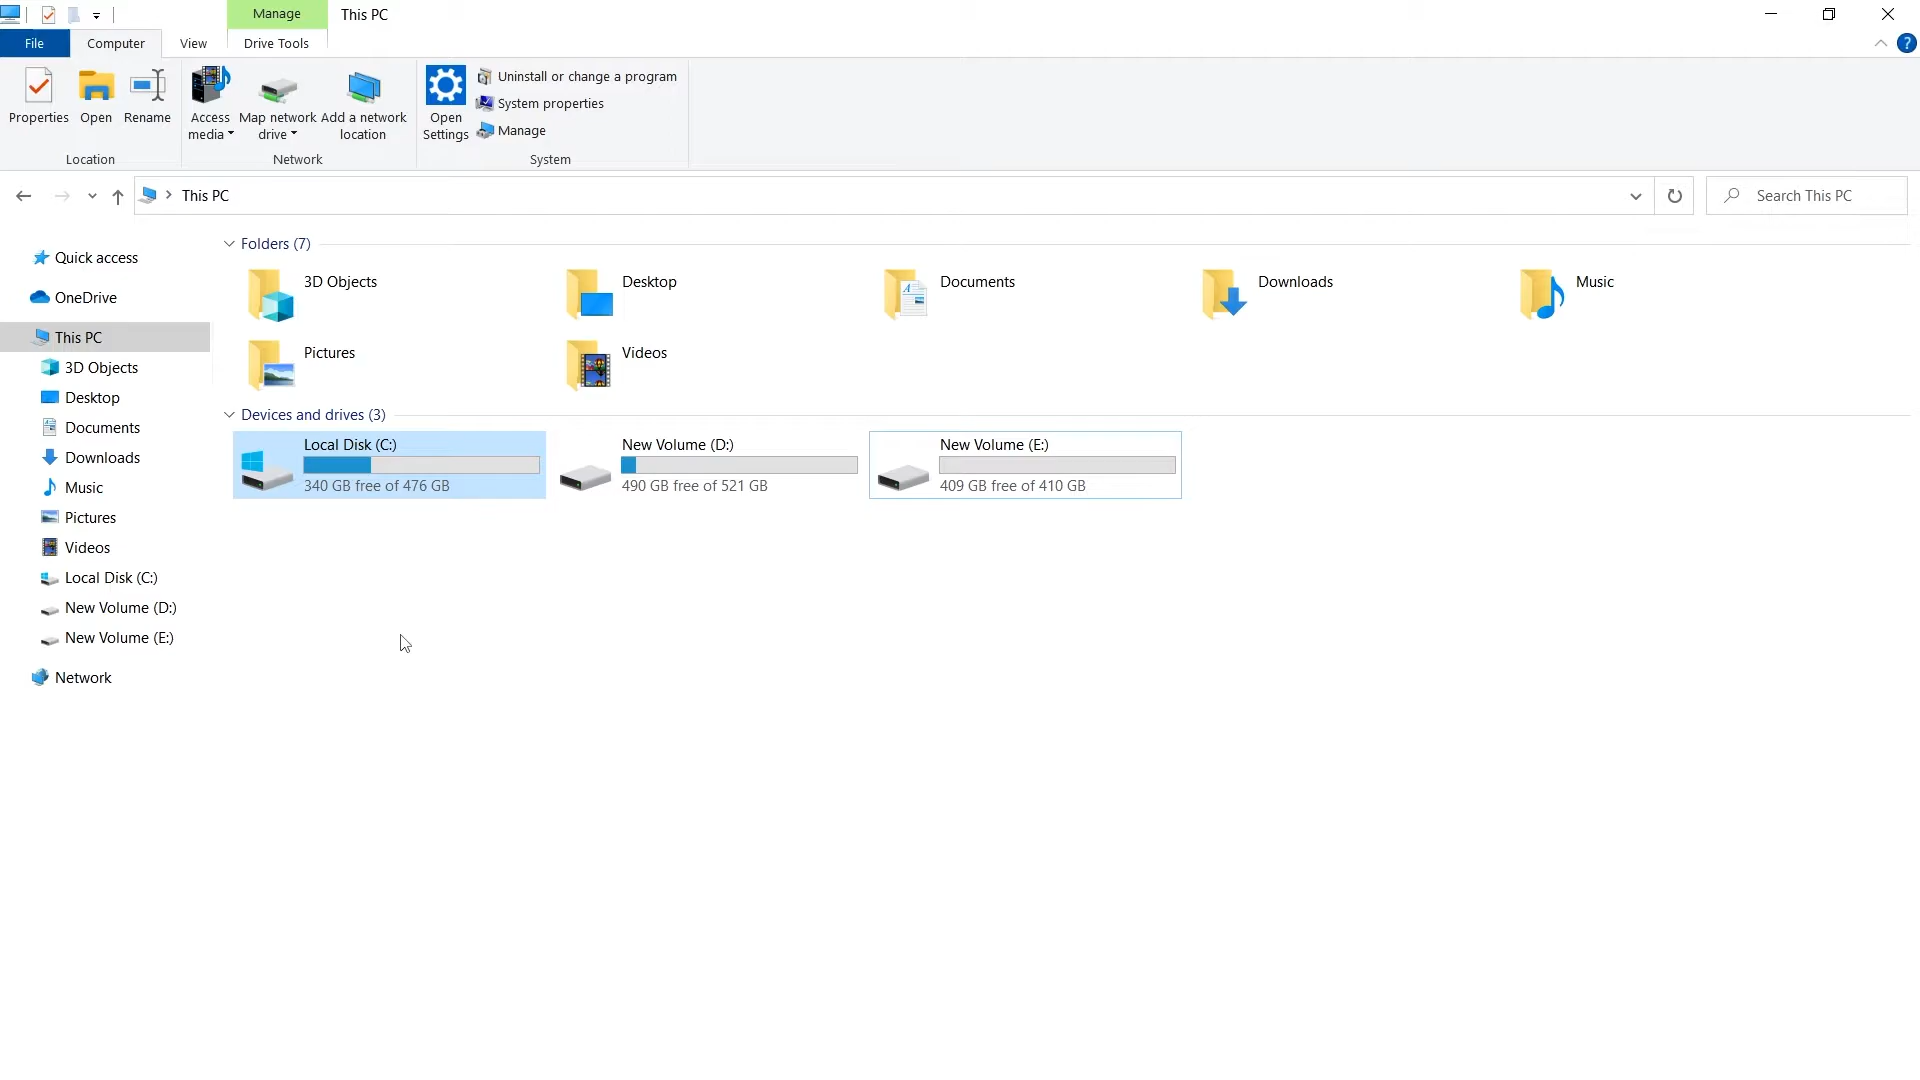 Manage
This PC
File
Computer
View
Drive Tools
Properties
Open
Rename
Access media
Map network drive
Add a network location
Open Settings
Uninstall or change a program
System properties
Manage
Location
Network
System
This PC
Search This PC
Quick access
OneDrive
This PC
3D Objects
Desktop
Documents
Downloads
Music
Pictures
Videos
Local Disk (C:)
New Volume (D:)
New Volume (E:)
Network
Folders (7)
3D Objects
Desktop
Documents
Downloads
Music
Pictures
Videos
Devices and drives (3)
Local Disk (C:)
340 GB free of 476 GB
New Volume (D:)
490 GB free of 521 GB
New Volume (E:)
409 GB free of 410 GB